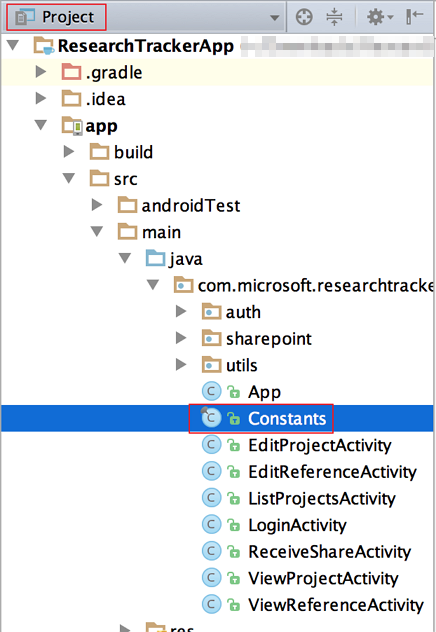 Project
ResearchTrackerApp
.gradle
.idea
app
build
src
androidTest
main
java
com.microsoft.researchtracke
auth
sharepoint
utils
C App
C Constants
C EditProjectActivity
C EditReferenceActivity
C ListProjectsActivity
C LoginActivity
C ReceiveShareActivity
C ViewProjectActivity
C ViewReferenceActivity
res